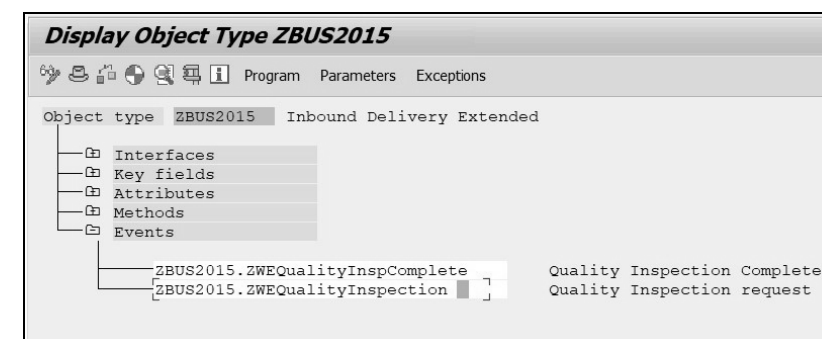 Display Object Type ZBUS2015
Program Parameters Exceptions
Object type ZBUS2015 Inbound Delivery Extended
Interfaces
Key fields
Attributes
Methods
Events
ZBUS2015.ZWEQualityInspComplete Quality Inspection Complete
ZBUS2015.ZWEQualityInspection Quality Inspection request